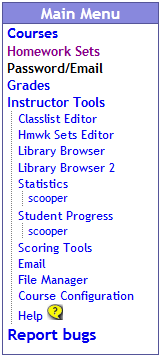 Main Menu
Courses
Homework Sets
Password/Email
Grades
Instructor Tools
Classlist Editor
Hmwk Sets Editor
Library Browser
Library Browser 2
Statistics
scooper
Student Progress
scooper
Scoring Tools
Email
File Manager
Course Configuration
Help ?
Report bugs